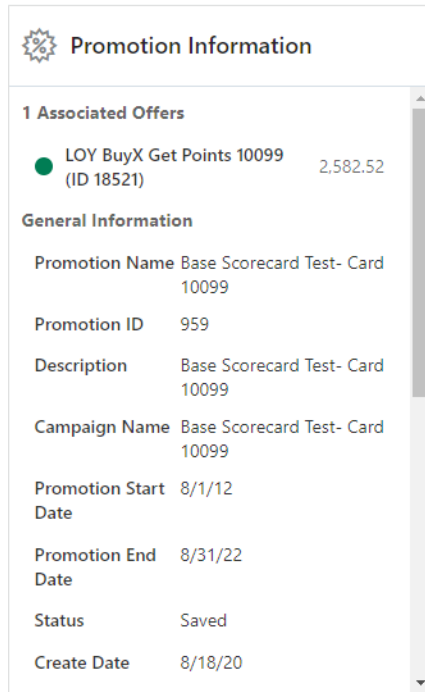 Promotion Information
1 Associated Offers
LOY BuyX Get Points 10099 2,582.52
(ID 18521)
General Information
Promotion Name Base Scorecard Test- Card
10099
Promotion ID 959
Description Base Scorecard Test- Card
10099
Campaign Name Base Scorecard Test- Card
10099
Promotion Start 8/1/12
Date
Promotion End 8/31/22
Date
Status Saved
Create Date 8/18/20